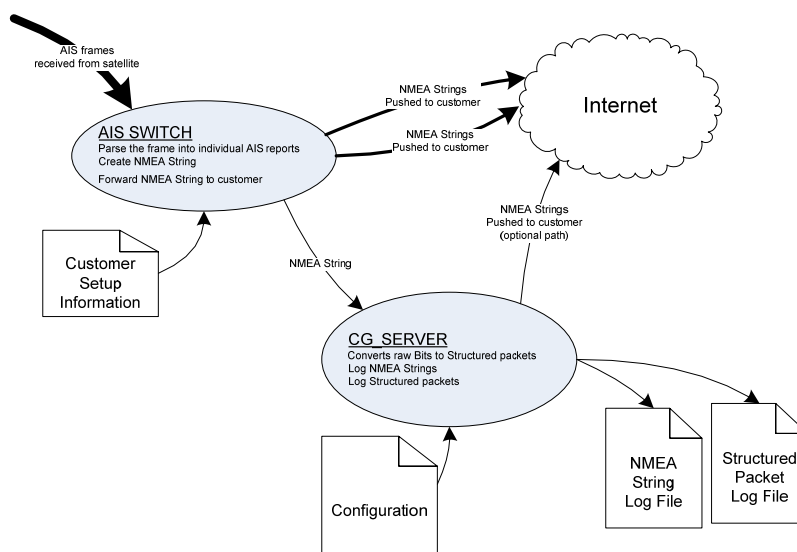 AIS frames
received from satellite
NMEA Strings
Pushed to customer
NMEA Strings
Pushed to customer
Internet
AIS SWITCH
Parse the frame into individual AIS reports
Create NMEA String
Forward NMEA String to customer
NMEA Strings
Pushed to customer
(optional path)
Customer
Setup
Information
NMEA String
CG_SERVER
Converts raw Bits to Structured packets
Log NMEA Strings
Log Structured packets
Configuration
NMEA
String
Log File
Structured
Packet
Log File